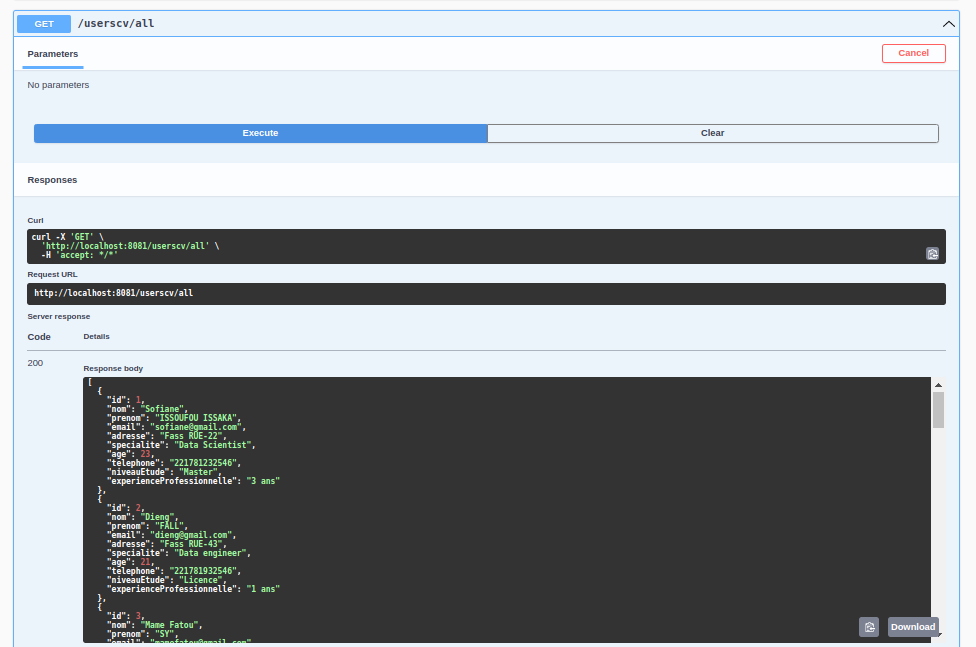 GET /userscv/all
Parameters
Cancel
No parameters
Execute
Clear
Responses
Curl
curl -X 'GET' \
'http://localhost:8081/userscv/all' \
-H 'accept: */*'
Request URL
http://localhost:8081/userscv/all
Server response
Code Details
200
Response body
[
{
"id": 1,
"nom": "Sofiane",
"prenom": "ISSOUFOU ISSAKA",
"email": "sofiane@gmail.com",
"adresse": "Fass RUE-22",
"specialite": "Data Scientist",
"age": 23,
"telephone": "221781232546",
"niveauEtude": "Master",
"experienceProfessionnelle": "3 ans"
},
{
"id": 2,
"nom": "Dieng",
"prenom": "FALL",
"email": "dieng@gmail.com",
"adresse": "Fass RUE-43",
"specialite": "Data engineer",
"age": 21,
"telephone": "221781932546",
"niveauEtude": "Licence",
"experienceProfessionnelle": "1 ans"
},
{
"id": 3,
"nom": "Mame Fatou",
"prenom": "SY",
"email": "mamefatou@gmail.com",
Download